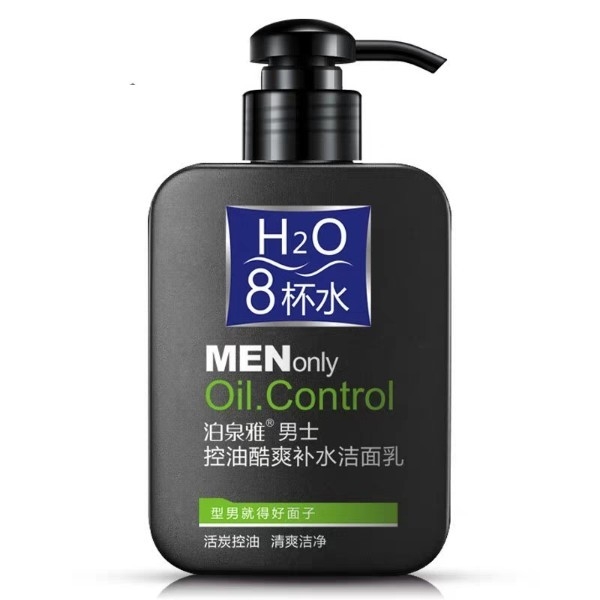 H2O
8杯水
MENonly
Oil.Control
泊泉雅®男士
控油酷爽补水洁面乳
型男就得好面子
活炭控油 清爽洁净